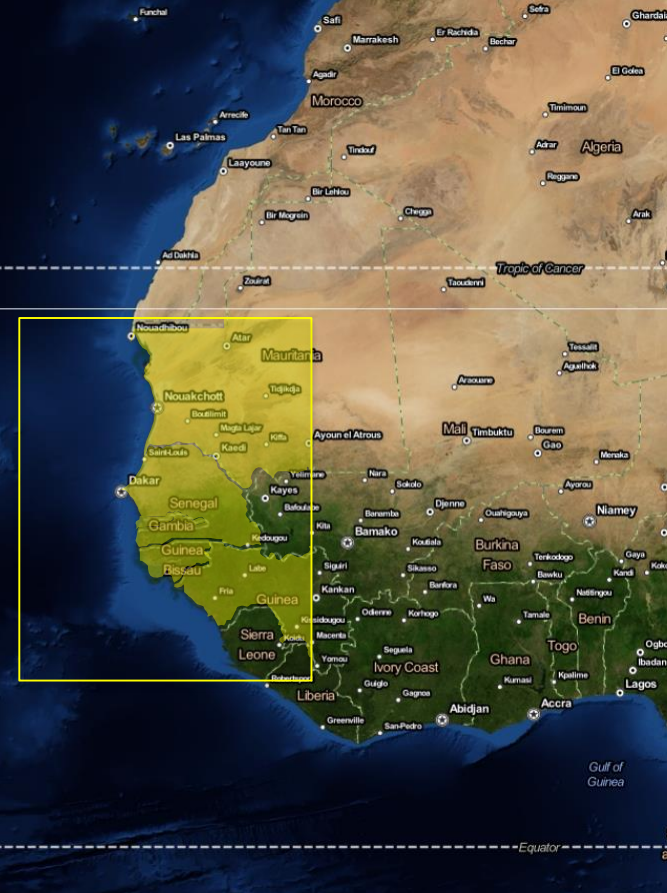 Funchal
Safi
Sefra
Ghardaia
Marrakesh
Er Rachidia
Bechar
El Golea
Agadir
Morocco
Timimoun
Arrecife
Tan Tan
Las Palmas
Tindouf
Adrar
Algeria
Laayoune
Reggane
Bir Lehlou
Bir Mogrein
Chegga
Arak
Ad Dakhla
Tropic of Cancer
Zouirat
Taoudenni
Nouadhibou
Atar
Mauritania
Tessalit
Aguelhok
Tidjikdja
Araouane
Nouakchott
Boutilimit
Magta Lajar
Kiffa
Ayoun el Atrous
Mali
Timbuktu
Bourem
Gao
Kaedi
Saint-Louis
Menaka
Yelimane
Nara
Sokolo
Ayorou
Dakar
Kayes
Senegal
Bafoulabe
Banamba
Djenne
Ouahigouya
Niamey
Gambia
Kita
Bamako
Kedougou
Koutiala
Burkina
Faso
Guinea
Bissau
Tenkodogo
Gaya
Labe
Siguiri
Sikasso
Bawku
Kandi
Fria
Guinea
Kankan
Banfora
Natitingou
Wa
Odienne
Korhogo
Tamale
Benin
Kissidougou
Sierra
Leone
Koidu
Macenta
Togo
Seguela
Yomou
Ivory Coast
Ghana
Ibadan
Robertsport
Guiglo
Kumasi
Kpalime
Lagos
Liberia
Gagnoa
Accra
Abidjan
Greenville
San-Pedro
Gulf of
Guinea
Equator